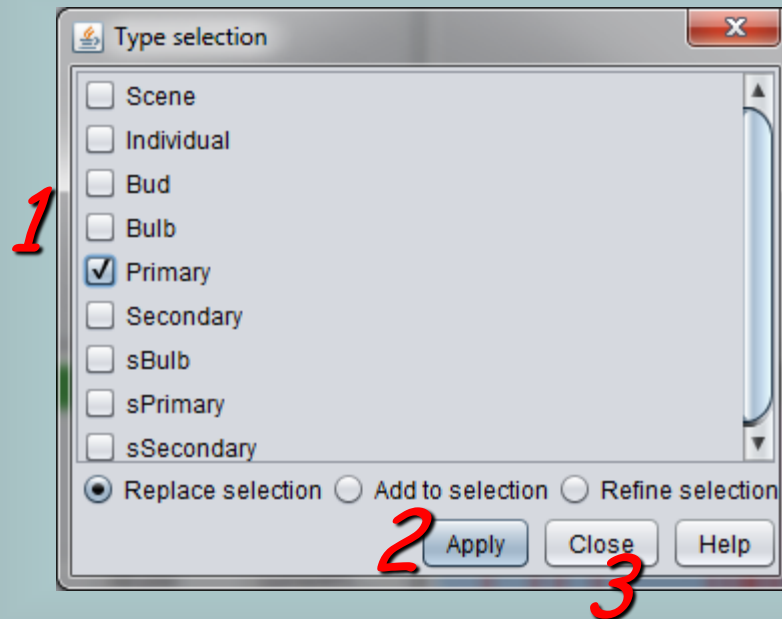 Type selection
Scene
Individual
Bud
1
Bulb
Primary
Secondary
sBulb
sPrimary
sSecondary
Replace selection Add to selection Refine selection
2 Apply Close Help
3